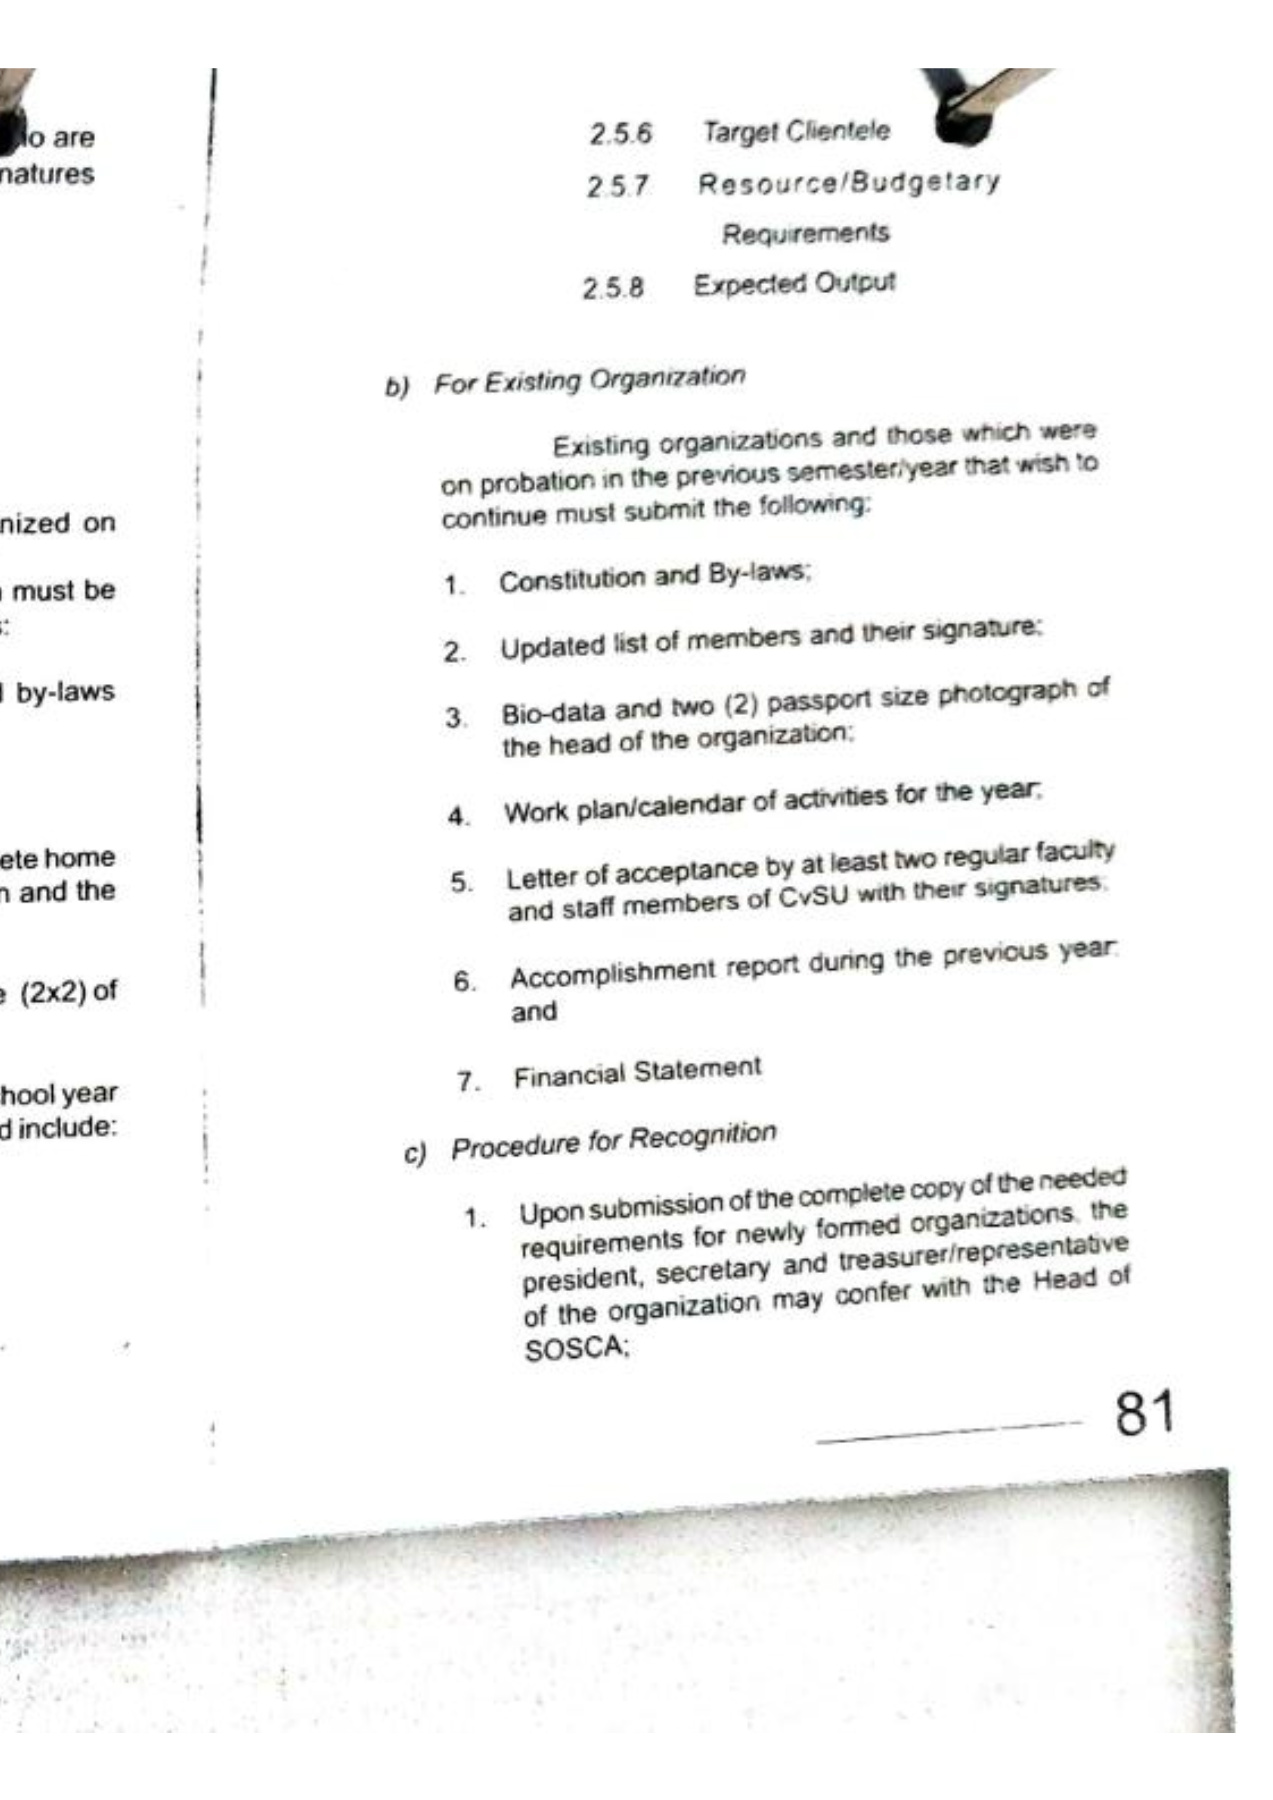 io are
natures
nized on
must be
s:
by-laws
ete home
n and the
e (2x2) of
hool year
d include:
2.5.6 Target Clientele
2.5.7 Resource/Budgetary
Requirements
2.5.8 Expected Output
b) For Existing Organization
Existing organizations and those which were
on probation in the previous semester/year that wish to
continue must submit the following:
1. Constitution and By-laws;
2. Updated list of members and their signature;
3. Bio-data and two (2) passport size photograph of
the head of the organization;
4. Work plan/calendar of activities for the year;
5. Letter of acceptance by at least two regular faculty
and staff members of CvSU with their signatures;
6. Accomplishment report during the previous year;
and
7. Financial Statement
c) Procedure for Recognition
1. Upon submission of the complete copy of the needed
requirements for newly formed organizations, the
president, secretary and treasurer/representative
of the organization may confer with the Head of
SOSCA;
81